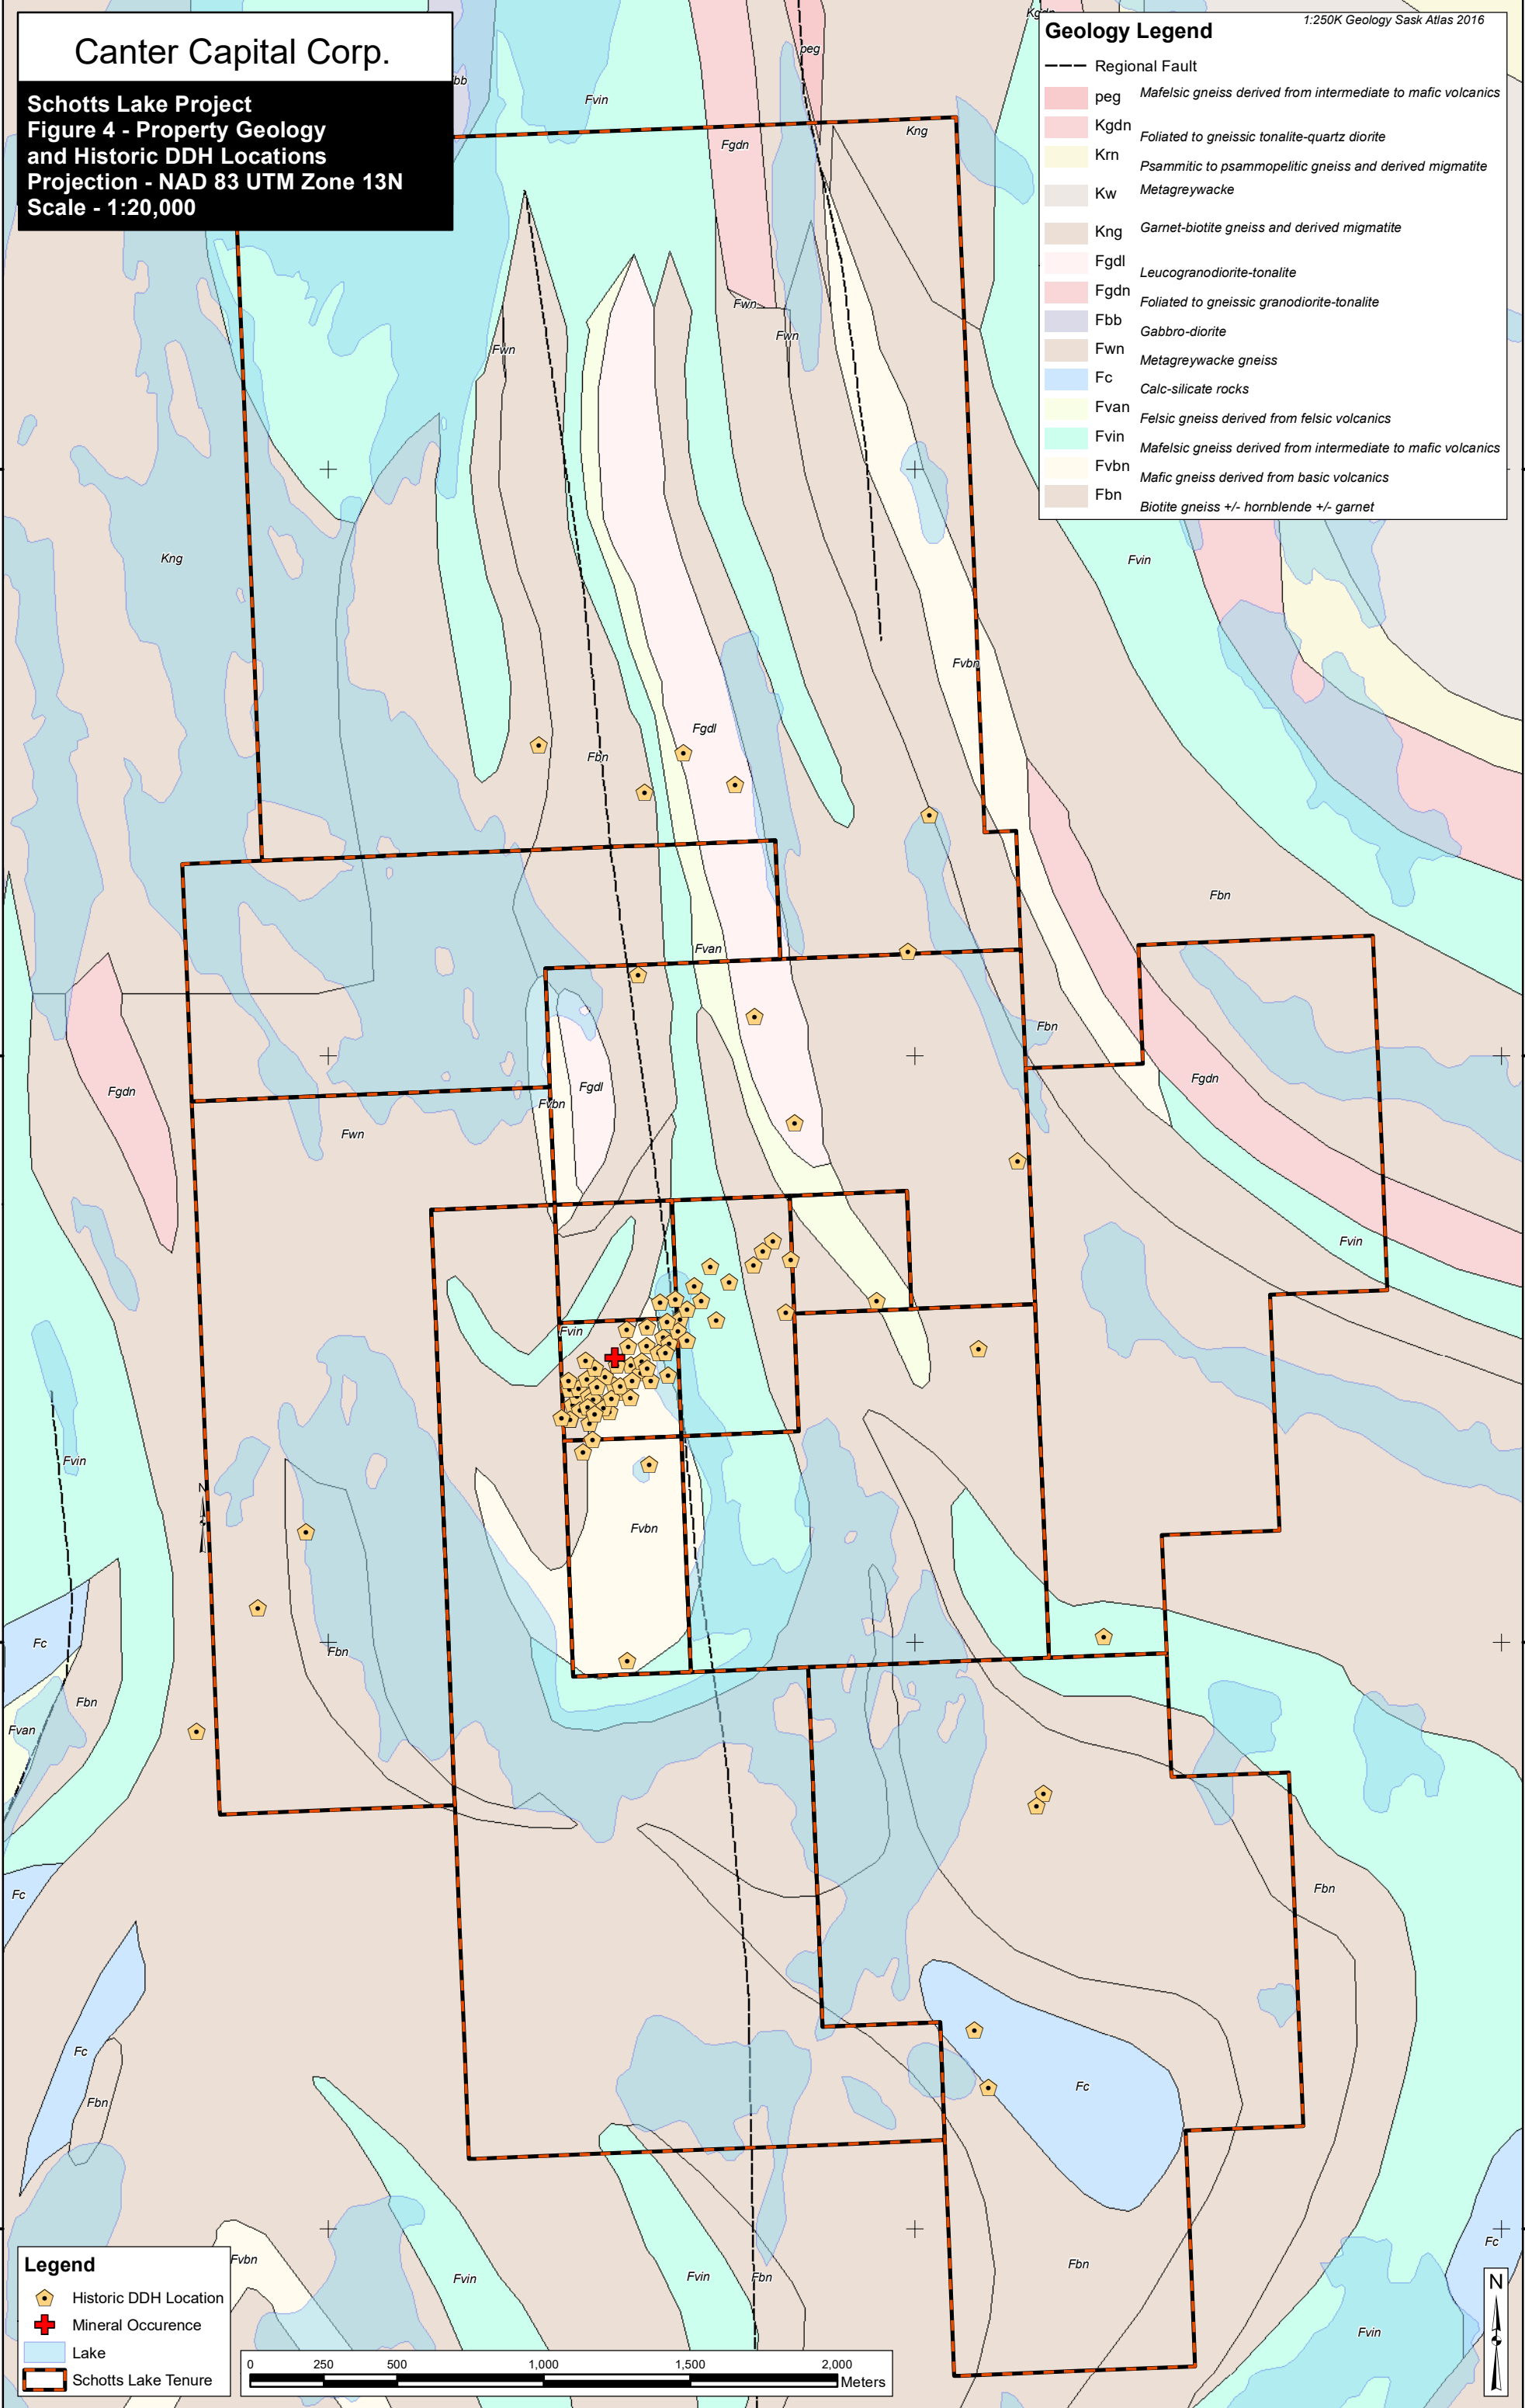 Canter Capital Corp.
Schotts Lake Project
Figure 4 - Property Geology
and Historic DDH Locations
Projection - NAD 83 UTM Zone 13N
Scale - 1:20,000
1:250K Geology Sask Atlas 2016
Geology Legend
Regional Fault
peg Mafelsic gneiss derived from intermediate to mafic volcanics
Kgdn Foliated to gneissic tonalite-quartz diorite
Krn Psammitic to psammopelitic gneiss and derived migmatite
Kw Metagreywacke
Kng Garnet-biotite gneiss and derived migmatite
Fgdl Leucogranodiorite-tonalite
Fgdn Foliated to gneissic granodiorite-tonalite
Fbb Gabbro-diorite
Fwn Metagreywacke gneiss
Fc Calc-silicate rocks
Fvan Felsic gneiss derived from felsic volcanics
Fvin Mafelsic gneiss derived from intermediate to mafic volcanics
Fvbn Mafic gneiss derived from basic volcanics
Fbn Biotite gneiss +/- hornblende +/- garnet
peg
bb
Fvin
Kng
Fgdn
Fwn
Fwn
Fwn
Kng
Fvin
Fvbn
Fgdl
Fbn
Fbn
Fvan
Fbn
Fgdn
Fgdl
Fgdn
Fvbn
Fwn
Fvin
Fvin
Fvin
N
Fvbn
Fc
Fbn
Fbn
Fvan
Fbn
Fc
Fc
Fc
Fbn
Fc
Fvbn
Fbn
Fvin
Fvin
Fbn
Fvin
Legend
Historic DDH Location
Mineral Occurence
Lake
Schotts Lake Tenure
0 250 500 1,000 1,500 2,000
Meters
N